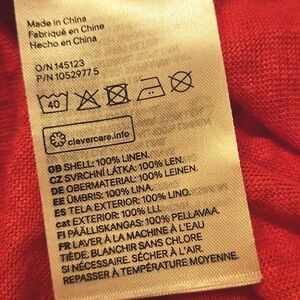 Made in China
Fabriqué en Chine
Hecho en China
O/N 145123
P/N 1052977 5
40
clevercare.info
GB SHELL: 100% LINEN.
CZ SVRCHNÍ LÁTKA: 100% LEN.
DE OBERMATERIAL: 100% LEINEN.
EE ÜMBRIS: 100% LINA.
ES TELA EXTERIOR: 100% LINO.
cat EXTERIOR: 100% LLI.
FI PÄÄLLISKANGAS: 100% PELLAVAA.
FR LAVER À LA MACHINE À L'EAU
TIÈDE. BLANCHIR SANS CHLORE
SI NÉCESSAIRE. SÉCHER À L'AIR.
REPASSER À TEMPÉRATURE MOYENNE.